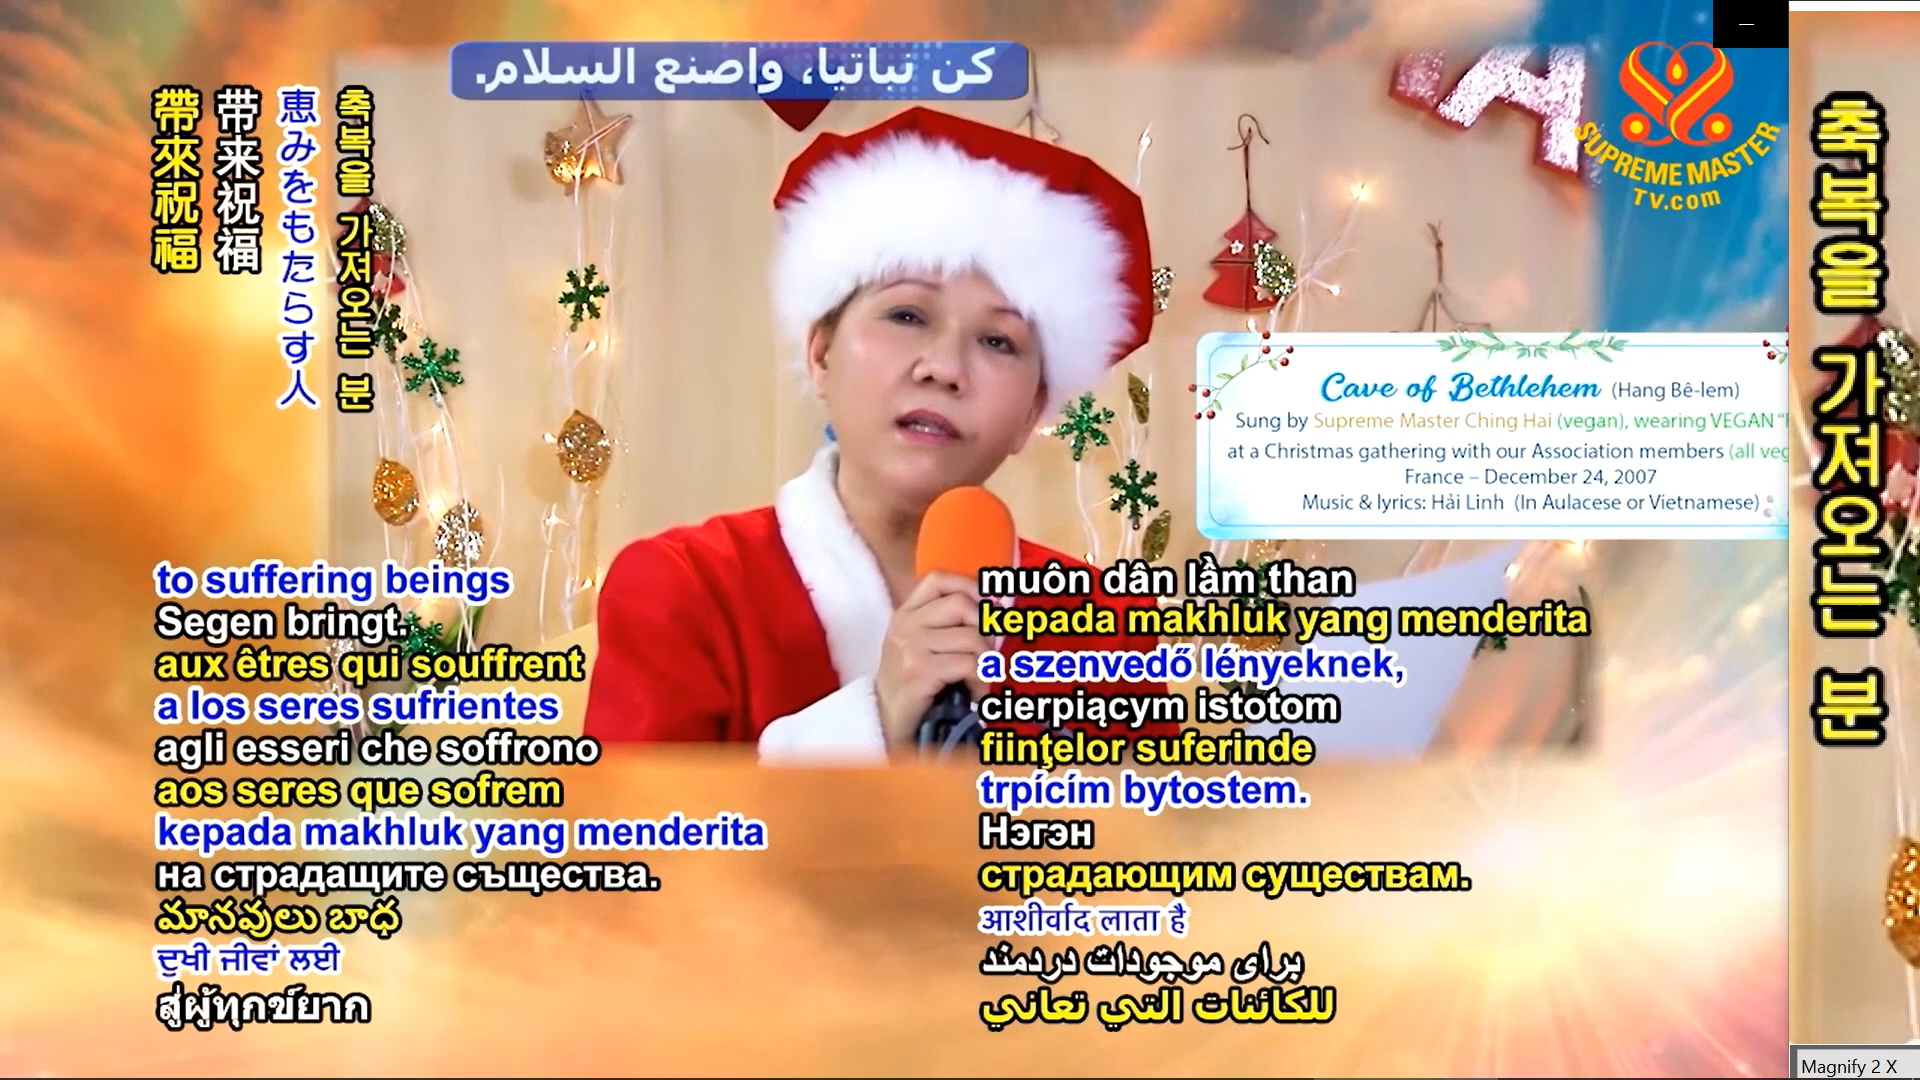 كن نباتيا، واصنع السلام.
SUPREME MASTER
TV.com
축복을 가져오는 분
恵みをもたらす人
带来祝福
帶來祝福
Cave of Bethlehem (Hang Bê-lem)
Sung by Supreme Master Ching Hai (vegan), wearing VEGAN
at a Christmas gathering with our Association members (all
France – December 24, 2007
Music & lyrics: Hải Linh (In Aulacese or Vietnamese)
to suffering beings
Segen bringt.
aux êtres qui souffrent
a los seres sufrientes
agli esseri che soffrono
aos seres que sofrem
kepada makhluk yang menderita
на страдащите същества.
మానవులు బాధ
ਦੁਖੀ ਜੀਵਾਂ ਲਈ
สู่ผู้ทุกข์ยาก
muôn dân lầm than
kepada makhluk yang menderita
a szenvedő lényeknek,
cierpiącym istotom
fiinţelor suferinde
trpícím bytostem.
Нэгэн
страдающим существам.
आशीर्वाद लाता है
برای موجودات دردمند
للكائنات التي تعاني
축복을 가져오는 분
Magnify 2 X